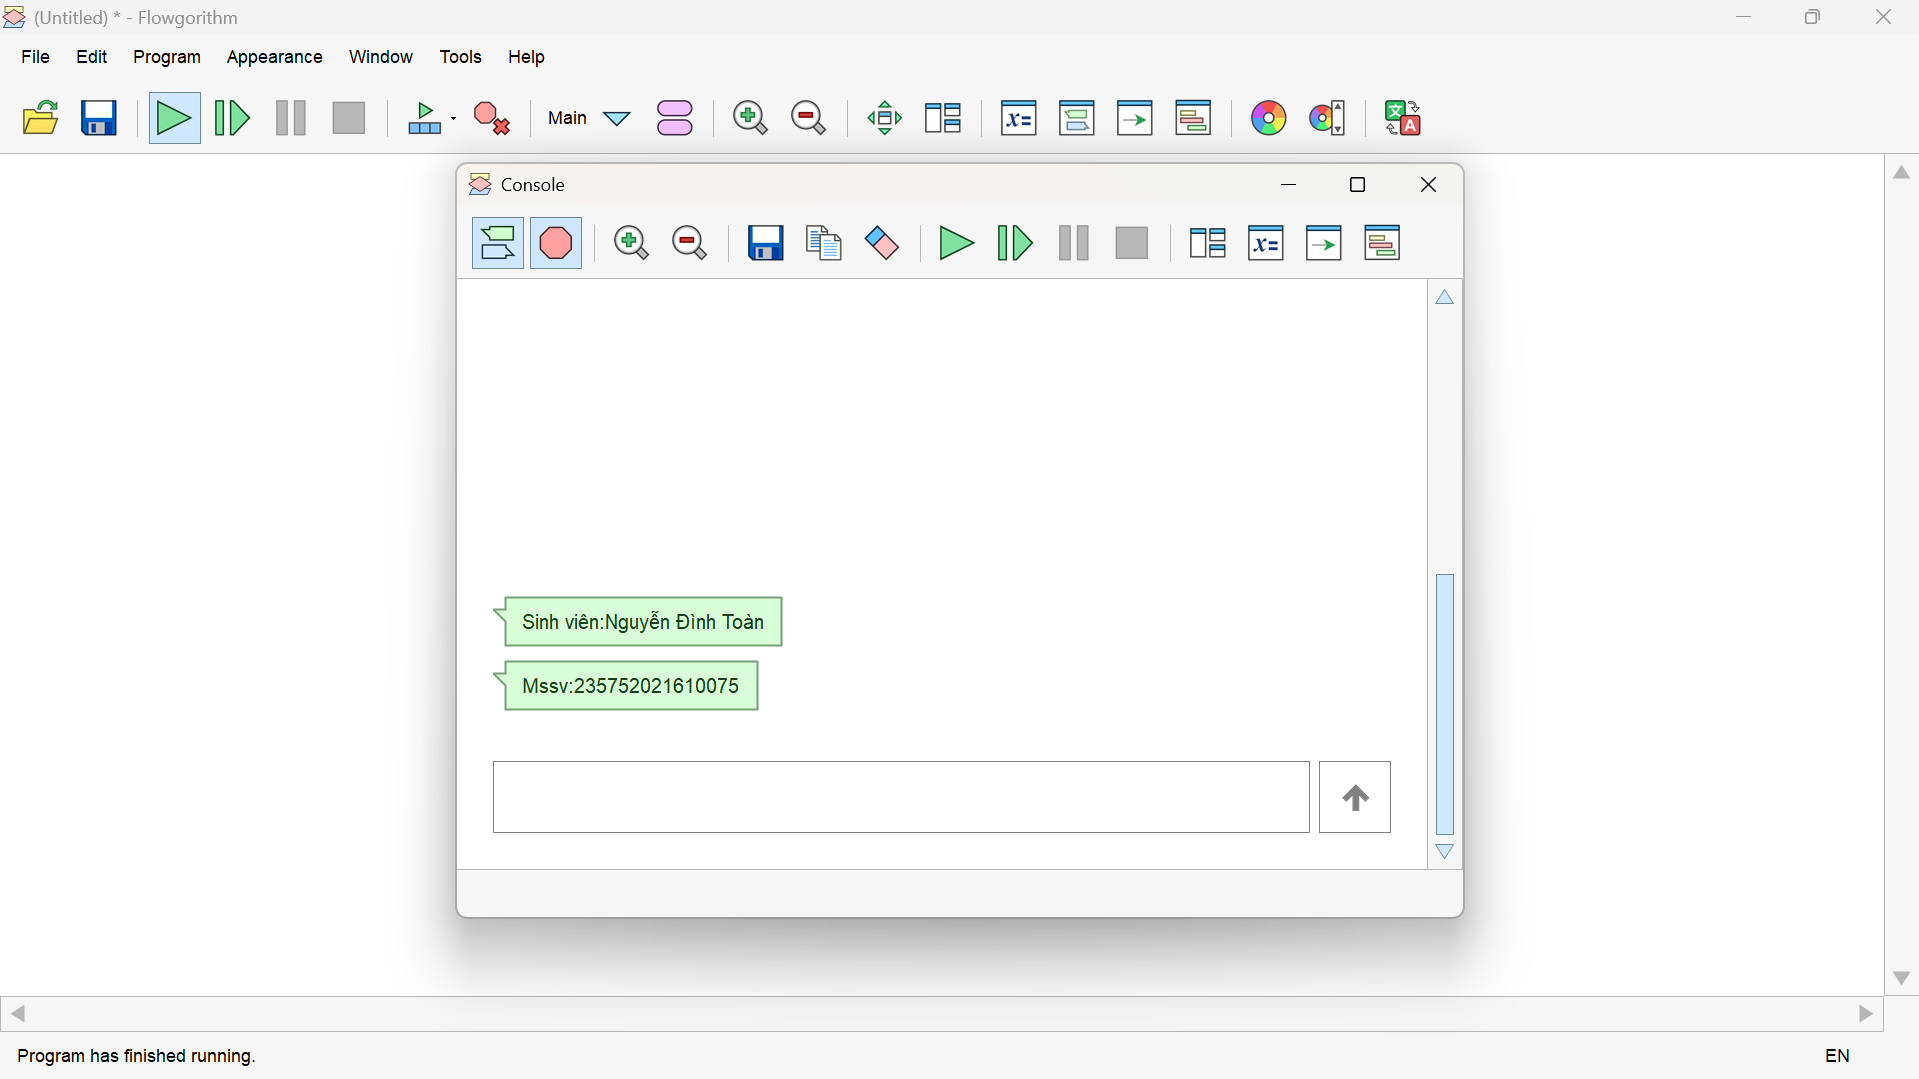 (Untitled) * - Flowgorithm
File Edit Program Appearance Window Tools Help
Main
x=
文
A
Console
x=
Sinh viên:Nguyễn Đình Toàn
Mssv:235752021610075
Program has finished running.
EN